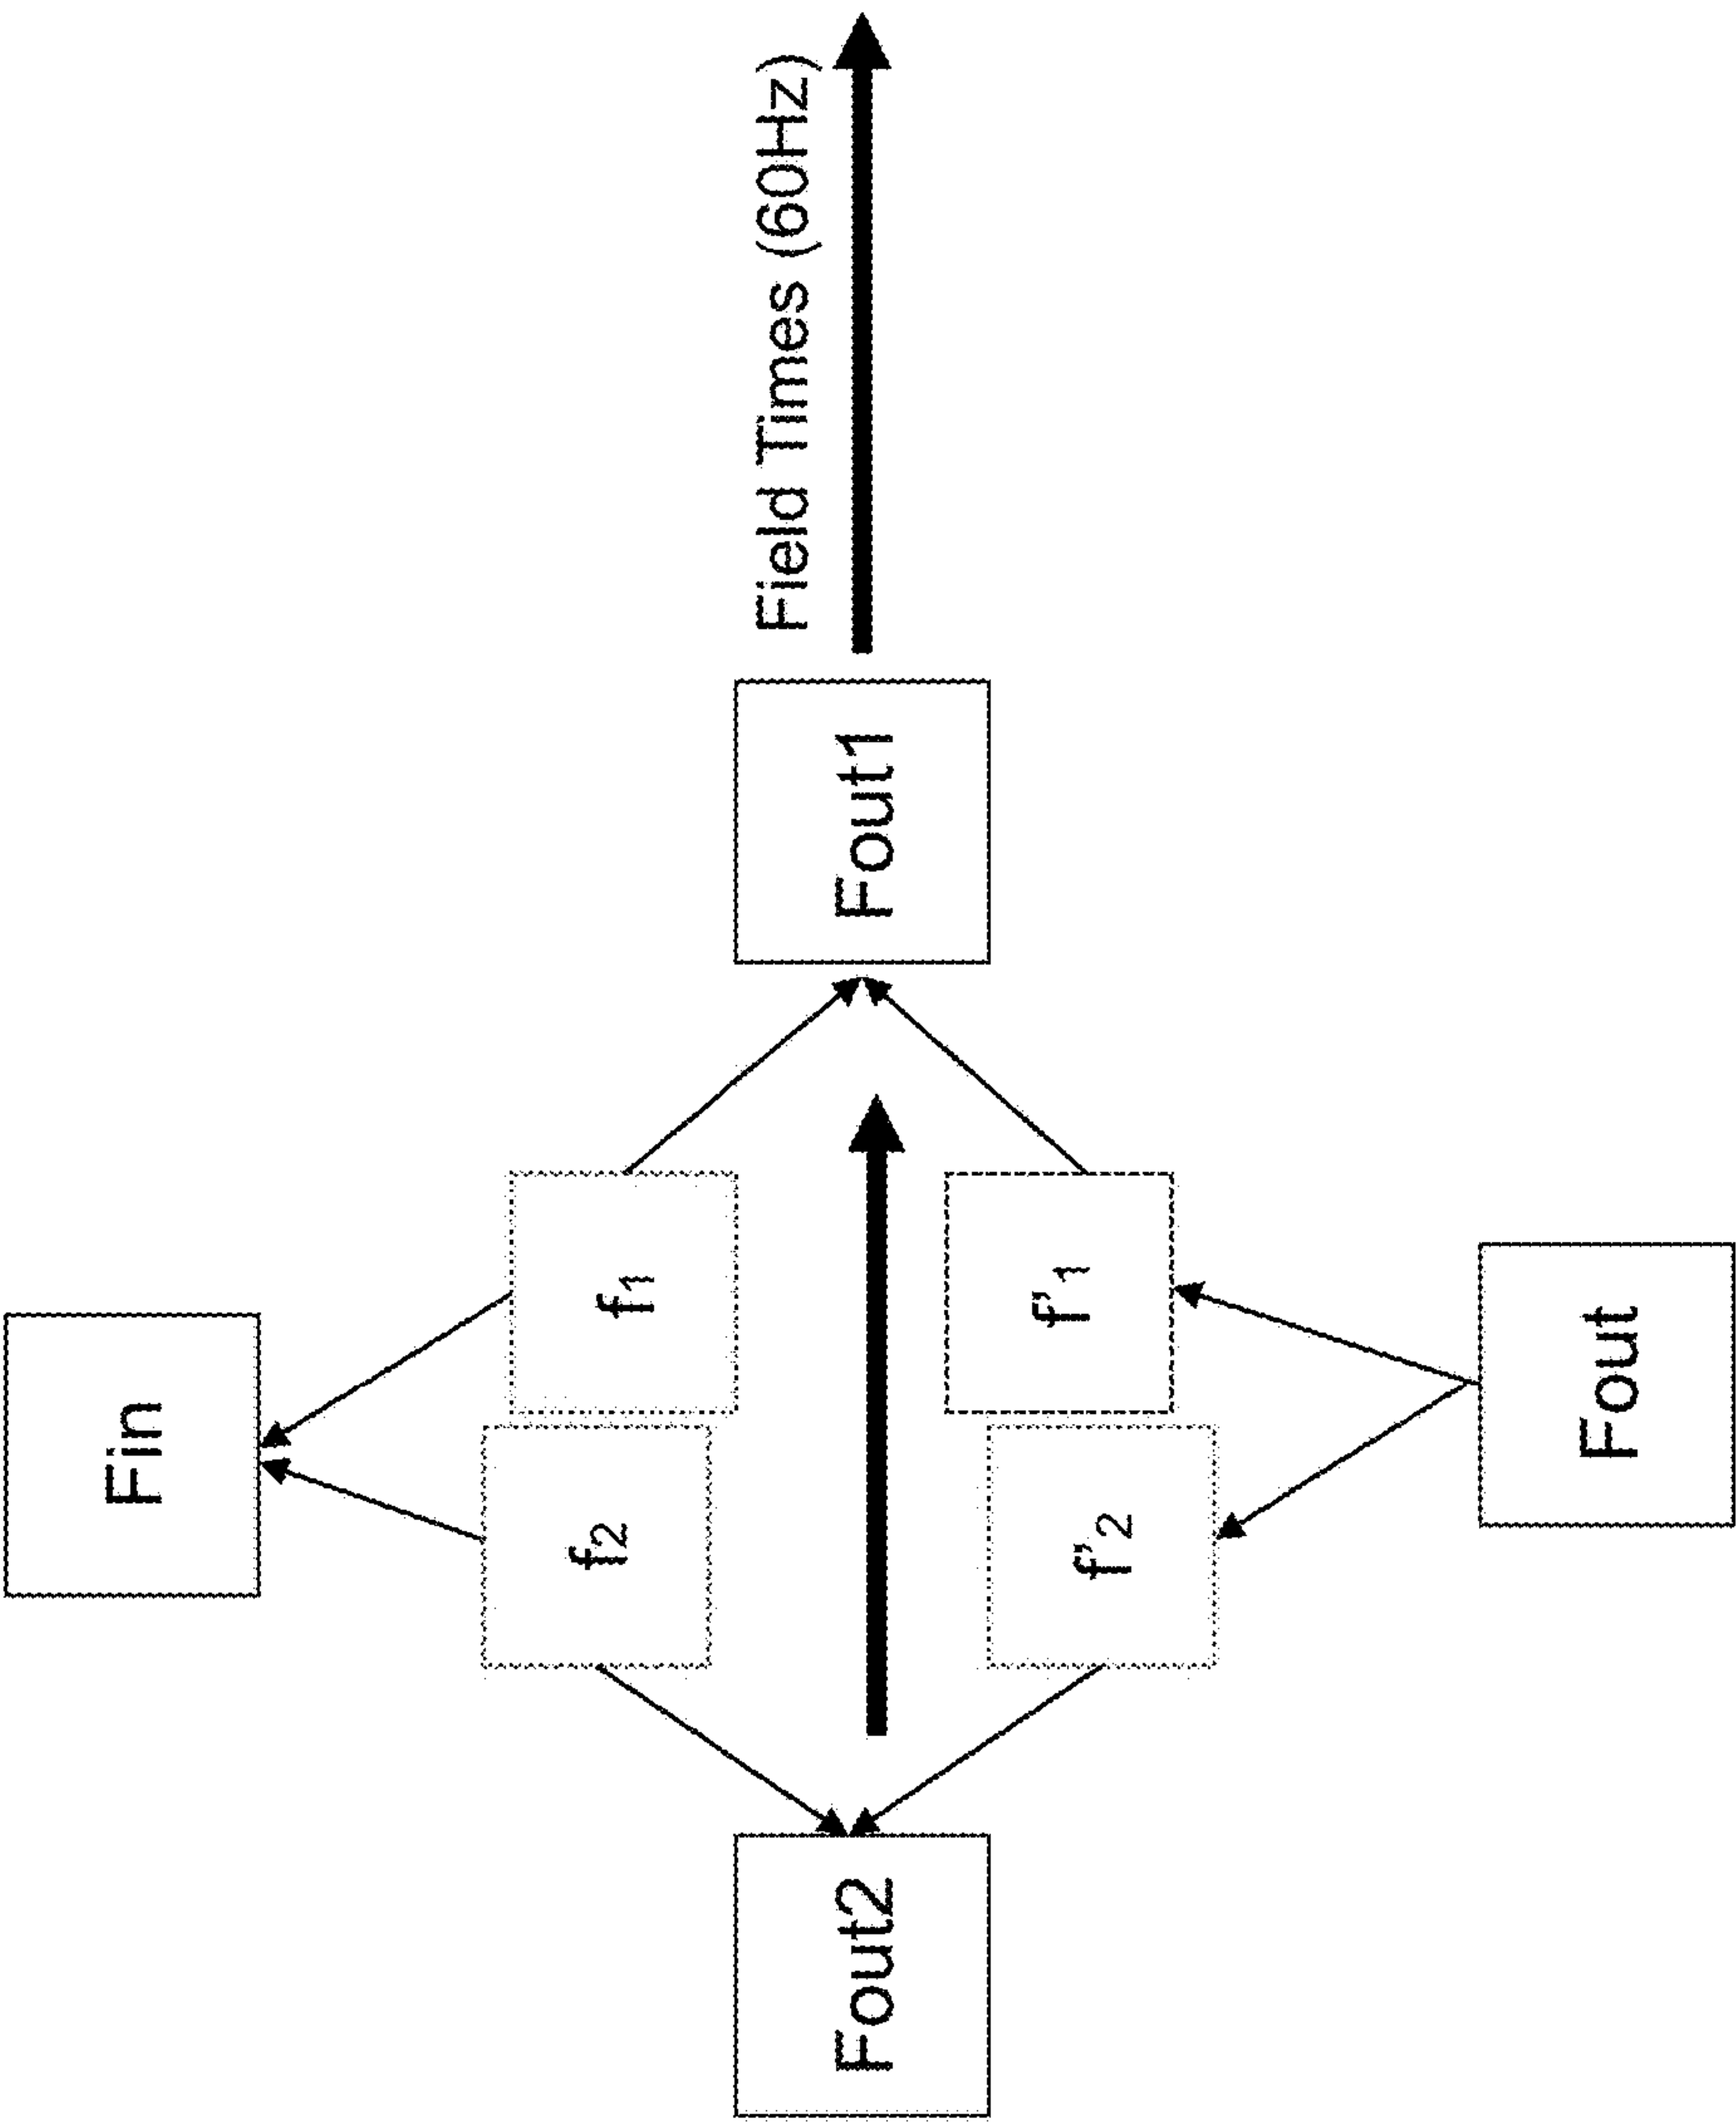 Fin
f2
f1
Fout2
Fout1
Field Times (60Hz)
f'2
f'1
Fout